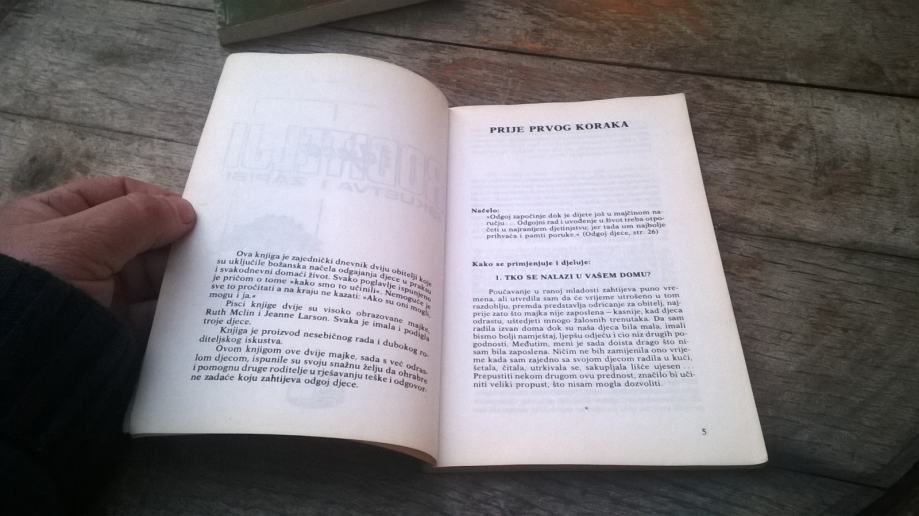 Ova knjiga je zajednički dnevnik dviju obitelji koje
su uključile božanska načela odgajanja djece u praksu
i svakodnevni domaći život. Svako poglavlje ispunjeno
je pričom o tome »kako smo to učinili«. Nemoguće je
sve to pročitati a na kraju ne kazati: »Ako su oni mogli,
mogu i ja.«
Pisci knjige dvije su visoko obrazovane majke,
Ruth Mclin i Jeanne Larson. Svaka je imala i podigla
troje djece.
Knjiga je proizvod nesebičnog rada i dubokog ro-
diteljskog iskustva.
Ovom knjigom ove dvije majke, sada s već odras-
lom djecom, ispunile su svoju snažnu želju da ohrabre
i pomognu druge roditelje u rješavanju teške i odgovor-
ne zadaće koju zahtijeva odgoj djece.
PRIJE PRVOG KORAKA
Načelo:
»Odgoj započinje dok je dijete još u majčinom na-
ručju ... Odgojni rad i uvođenje u život treba otpo-
četi u najranijem djetinjstvu; jer tada um najbolje
prihvaća i pamti poruke.« (Odgoj djece, str. 26)
Kako se primjenjuje i djeluje:
1. TKO SE NALAZI U VAŠEM DOMU?
Poučavanje u ranoj mladosti zahtijeva puno vre-
mena, ali utvrdila sam da će vrijeme utrošeno u tom
razdoblju, premda predstavlja odricanje za obitelj, naj-
prije zato što majka nije zaposlena — kasnije, kad djeca
odrastu, uštedjeti mnogo žalosnih trenutaka. Da sam
radila izvan doma dok su naša djeca bila mala, imali
bismo bolji namještaj, ljepšu odjeću i cio niz drugih po-
godnosti. Međutim, meni je sada doista drago što ni-
sam bila zaposlena. Ničim ne bih zamijenila ono vrije-
me kada sam zajedno sa svojom djecom radila u kući,
šetala, čitala, utrkivala se, sakupljala lišće ujesen ...
Prepustiti nekom drugom ovu prednost, značilo bi uči-
niti veliki propust, što nisam mogla dozvoliti.
5